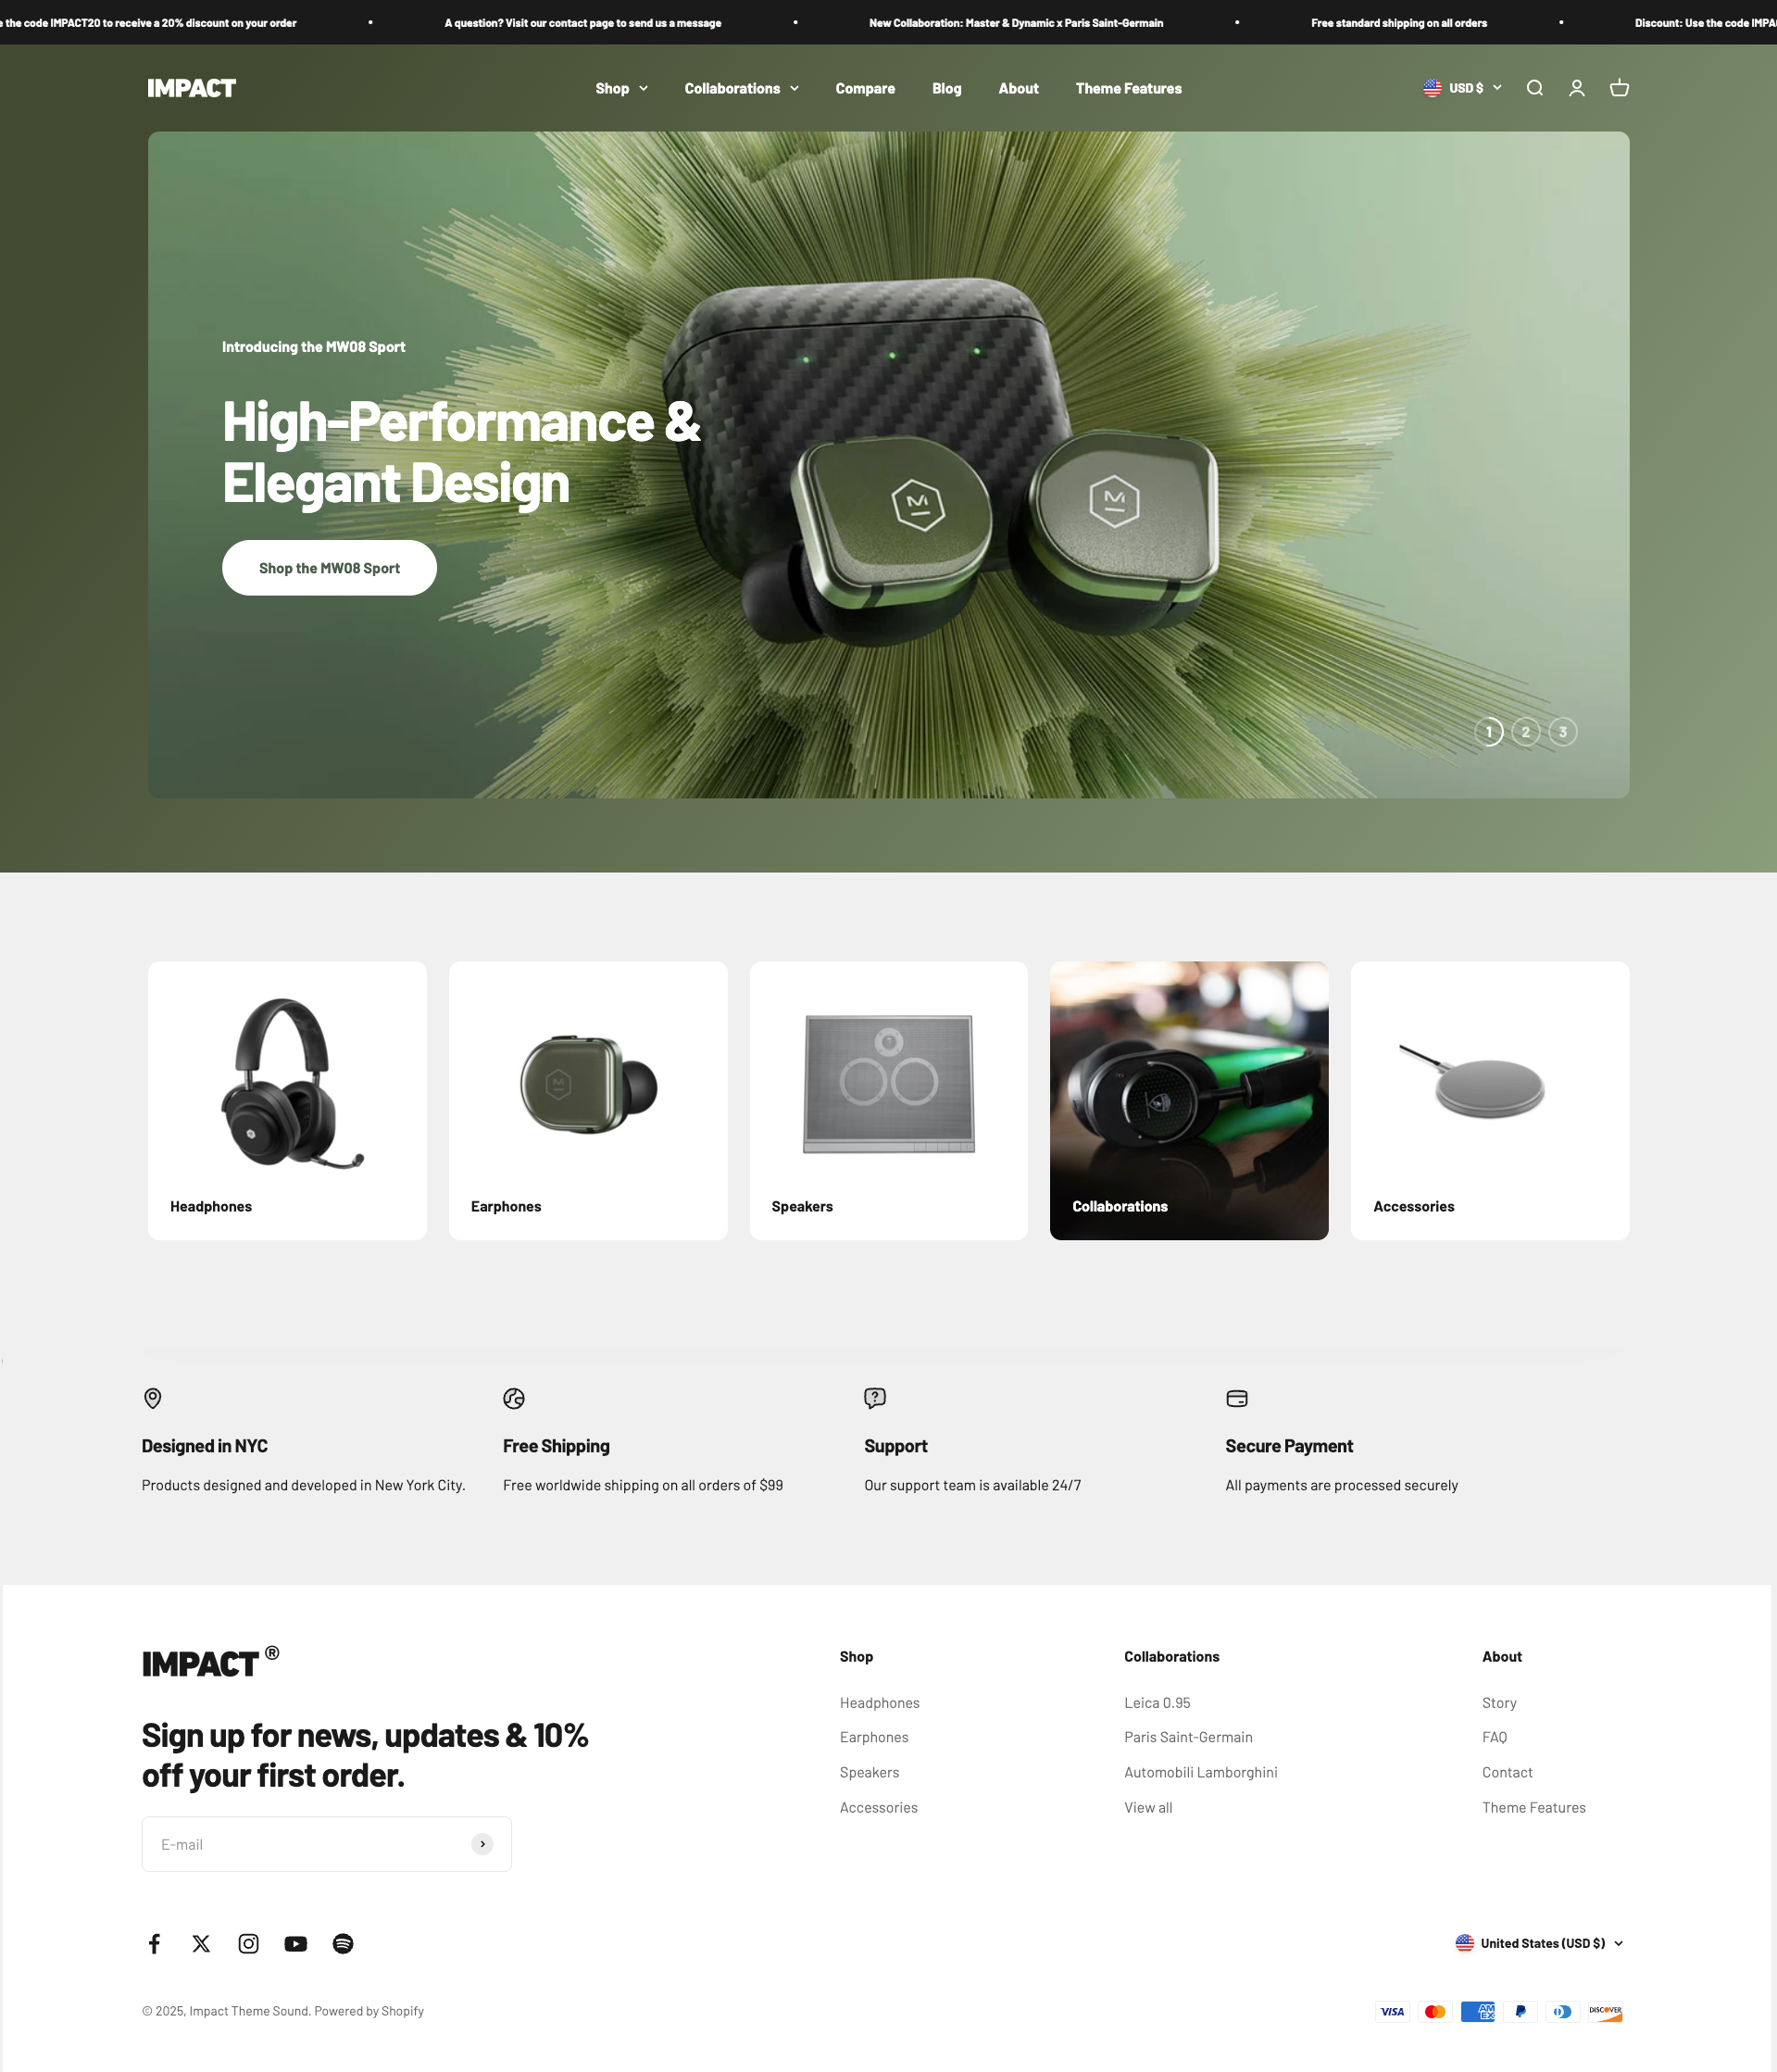 the code IMPACT20 to receive a 20% discount on your order • A question? Visit our contact page to send us a message • New Collaboration: Master & Dynamic x Paris Saint-Germain • Free standard shipping on all orders • Discount: Use the code
IMPACT
Shop
Collaborations
Compare
Blog
About
Theme Features
USD $
Introducing the MW08 Sport
High-Performance &
Elegant Design
Shop the MW08 Sport
1 2 3
Headphones
Earphones
Speakers
Collaborations
Accessories
Designed in NYC
Products designed and developed in New York City.
Free Shipping
Free worldwide shipping on all orders of $99
Support
Our support team is available 24/7
Secure Payment
All payments are processed securely
IMPACT ®
Sign up for news, updates & 10%
off your first order.
E-mail
Shop
Headphones
Earphones
Speakers
Accessories
Collaborations
Leica 0.95
Paris Saint-Germain
Automobili Lamborghini
View all
About
Story
FAQ
Contact
Theme Features
United States (USD $)
© 2025, Impact Theme Sound. Powered by Shopify
VISA
AMEX
DISCOVER